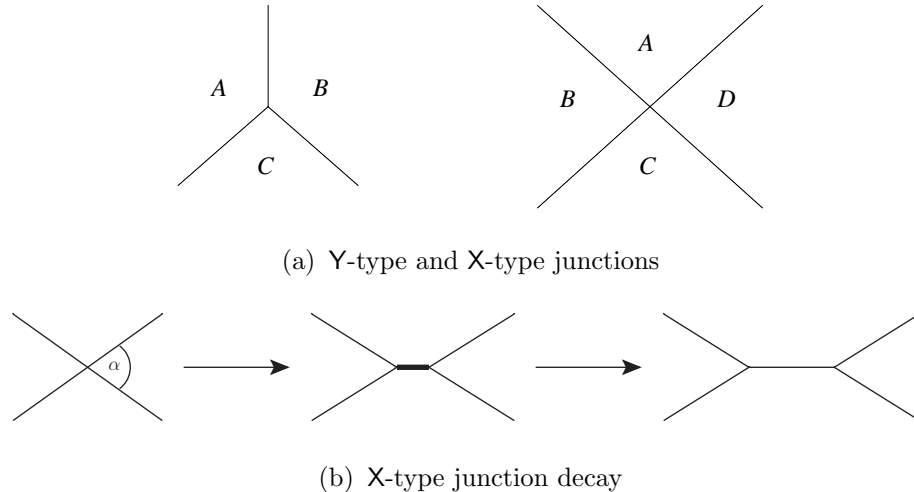 A B C
A B D C
(a) Y-type and X-type junctions
α
(b) X-type junction decay